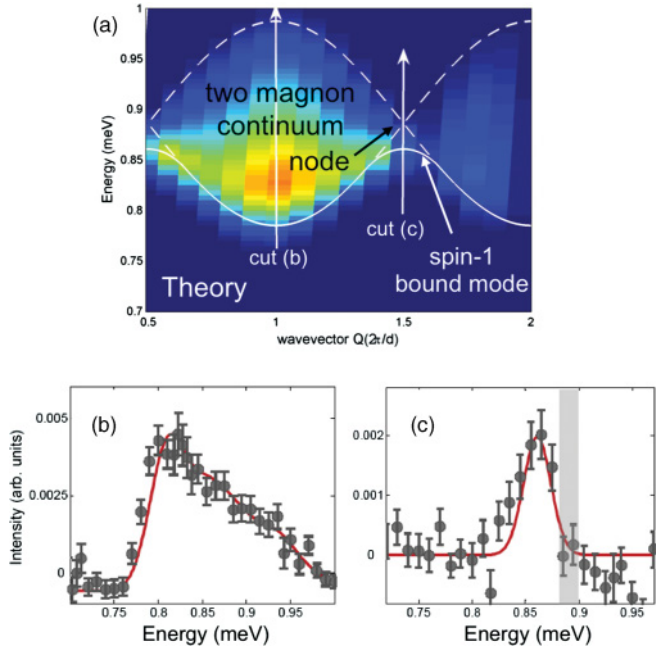 (a)
1
0.95
0.9
0.85
0.8
0.75
0.7
Energy (meV)
two magnon
continuum
node
cut (b)
cut (c)
spin-1
bound mode
Theory
0.5
1
1.5
2
wavevector Q(2π/d)
(b)
0.005
0.0025
0
Intensity (arb. units)
0.75
0.8
0.85
0.9
0.95
Energy (meV)
(c)
0.002
0.001
0
0.75
0.8
0.85
0.9
0.95
Energy (meV)